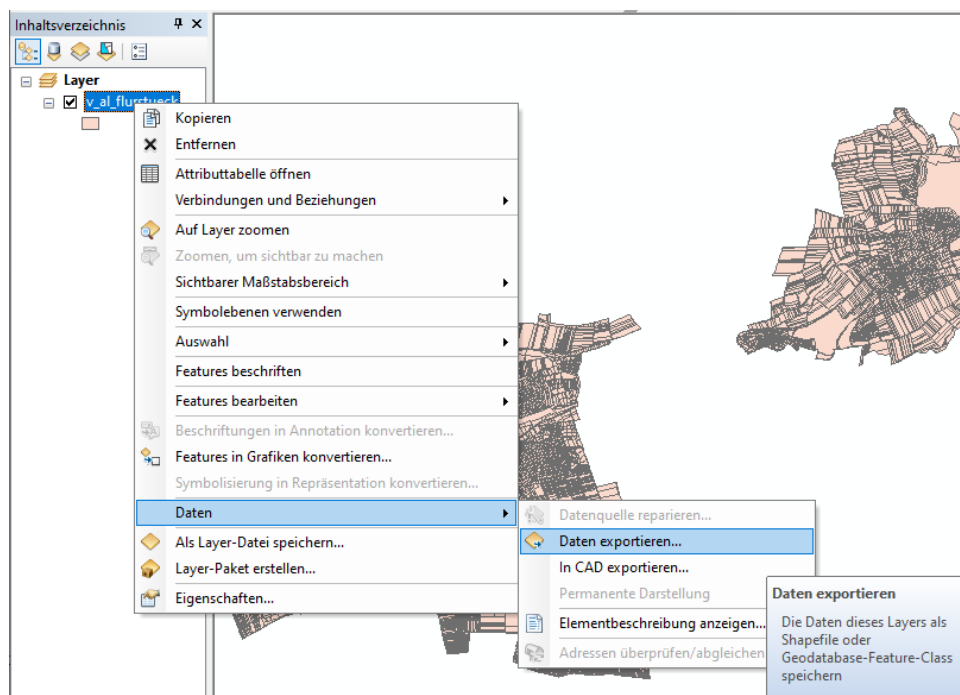 Inhaltsverzeichnis
Layer
v_al_flurstueck
Kopieren
Entfernen
Attributtabelle öffnen
Verbindungen und Beziehungen
Auf Layer zoomen
Zoomen, um sichtbar zu machen
Sichtbarer Maßstabsbereich
Symbolebenen verwenden
Auswahl
Features beschriften
Features bearbeiten
Beschriftungen in Annotation konvertieren...
Features in Grafiken konvertieren...
Symbolisierung in Repräsentation konvertieren...
Daten
Als Layer-Datei speichern...
Layer-Paket erstellen...
Eigenschaften...
Datenquelle reparieren...
Daten exportieren...
In CAD exportieren...
Permanente Darstellung
Elementbeschreibung anzeigen...
Adressen überprüfen/abgleichen
Daten exportieren
Die Daten dieses Layers als
Shapefile oder
Geodatabase-Feature-Class
speichern